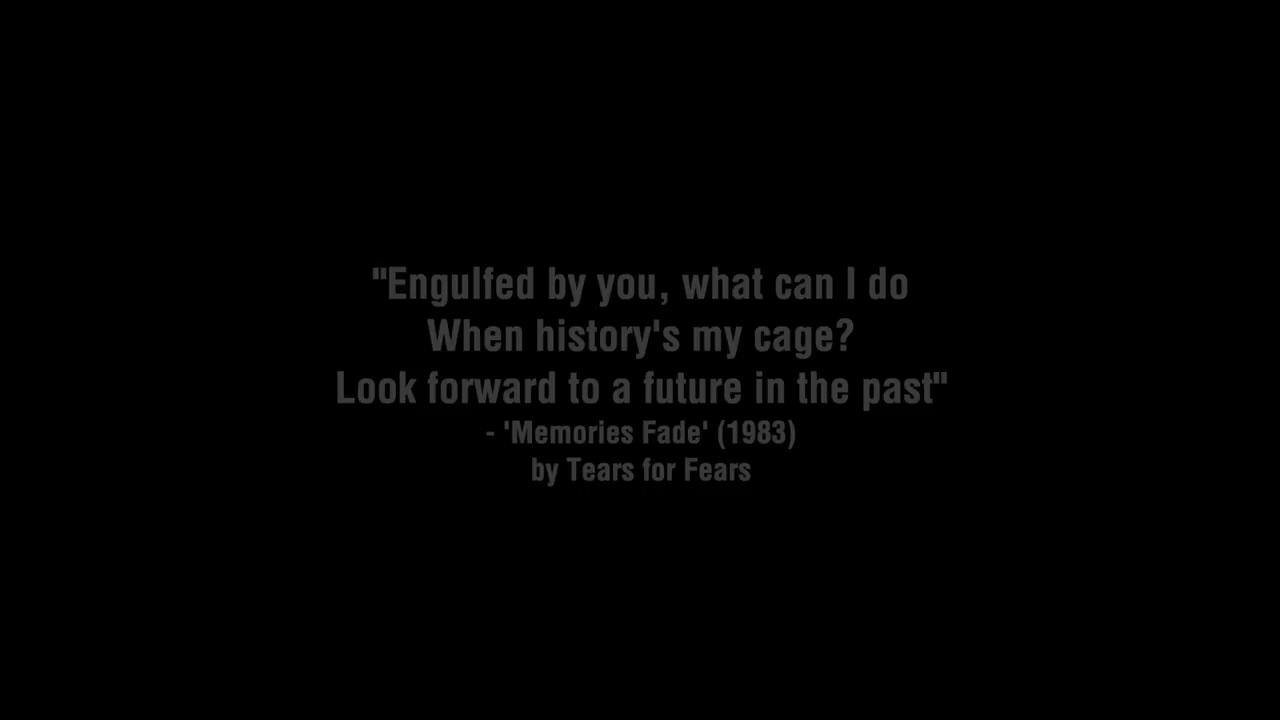 "Engulfed by you, what can I do
When history's my cage?
Look forward to a future in the past"
- 'Memories Fade' (1983)
by Tears for Fears